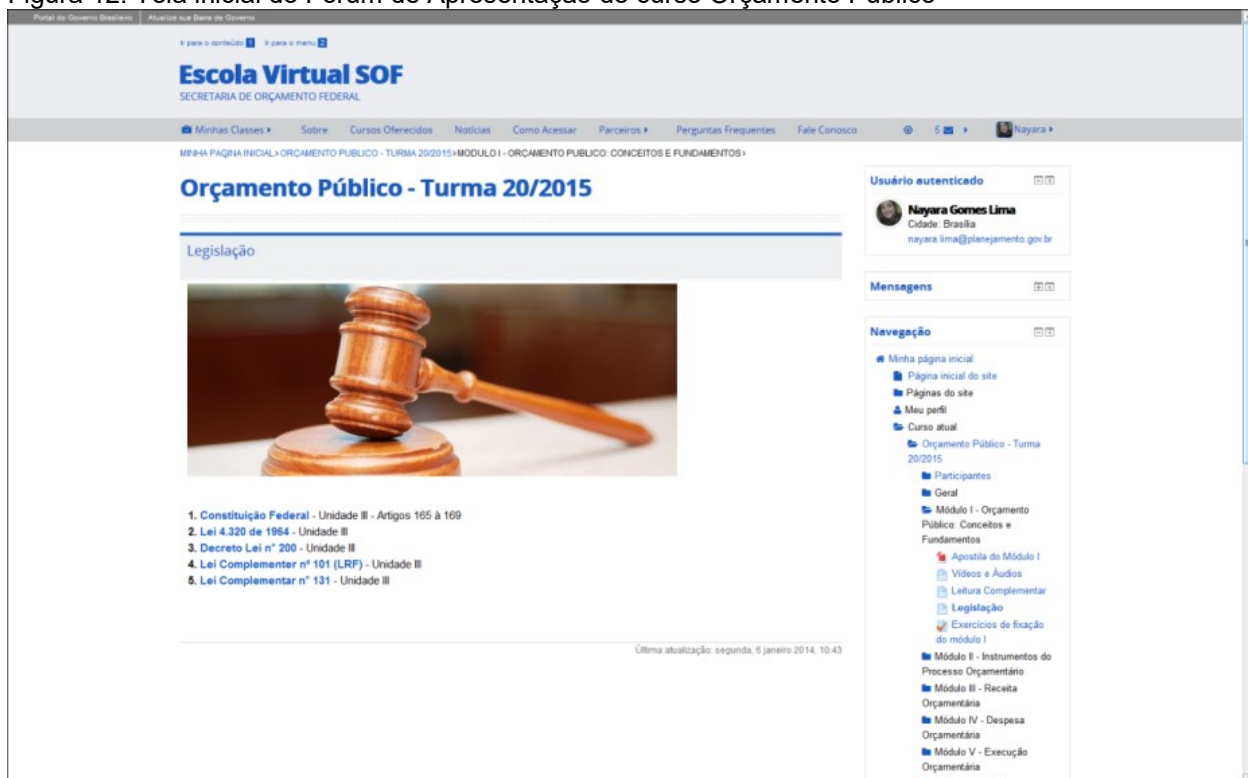 Figura 12: Tela inicial do Fórum de Apresentação do curso Orçamento Público
Portal do Governo Brasileiro
Atualize sua Barra de Governo
Ir para o conteúdo 1 Ir para o menu 2
Escola Virtual SOF
SECRETARIA DE ORÇAMENTO FEDERAL
Minhas Classes Sobre Cursos Oferecidos Notícias Como Acessar Parceiros Perguntas Frequentes Fale Conosco 5 Nayara
MINHA PAGINA INICIAL › ORÇAMENTO PUBLICO - TURMA 20/2015 › MODULO I - ORÇAMENTO PUBLICO: CONCEITOS E FUNDAMENTOS ›
Orçamento Público - Turma 20/2015
Legislação
1. Constituição Federal - Unidade III - Artigos 165 à 169
2. Lei 4.320 de 1964 - Unidade III
3. Decreto Lei n° 200 - Unidade III
4. Lei Complementer nº 101 (LRF) - Unidade III
5. Lei Complementar n° 131 - Unidade III
Última atualização: segunda, 6 janeiro 2014, 10:43
Usuário autenticado
Nayara Gomes Lima
Cidade: Brasília
nayara.lima@planejamento.gov.br
Mensagens
Navegação
Minha página inicial
Página inicial do site
Páginas do site
Meu perfil
Curso atual
Orçamento Público - Turma
20/2015
Participantes
Geral
Módulo I - Orçamento
Público: Conceitos e
Fundamentos
Apostila do Módulo I
Vídeos e Áudios
Leitura Complementar
Legislação
Exercícios de fixação
do módulo I
Módulo II - Instrumentos do
Processo Orçamentário
Módulo III - Receita
Orçamentária
Módulo IV - Despesa
Orçamentária
Módulo V - Execução
Orçamentária